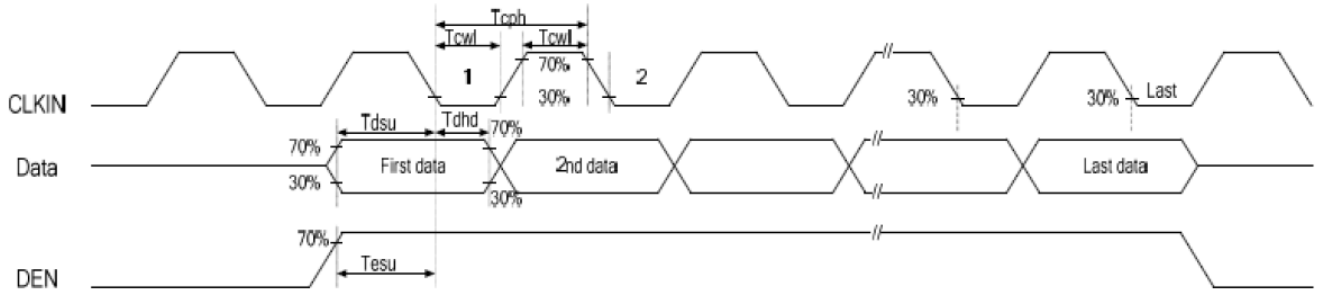 Tcph
Tcwl Tcwl
1 70% 2
CLKIN 30% 30% 30% Last
Tdsu Tdhd 70%
70%
Data First data 2nd data Last data
30% 30%
70%
Tesu
DEN